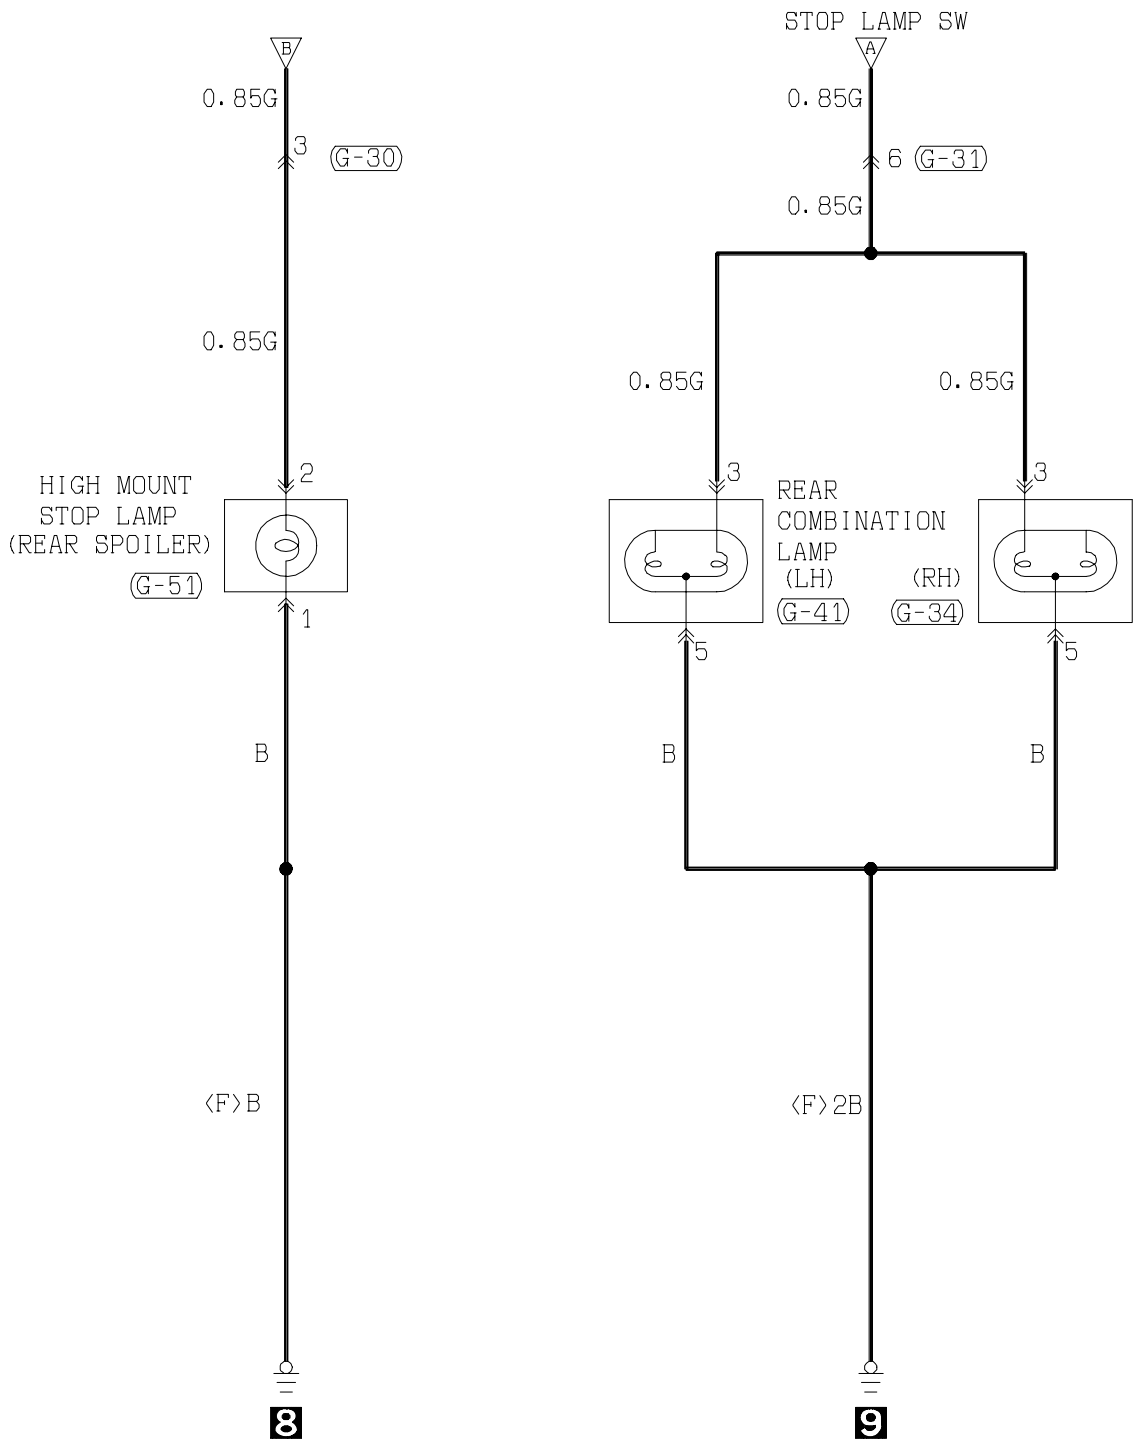 STOP LAMP SW
B
A
0.85G
0.85G
3
(G-30)
6
(G-31)
0.85G
0.85G
0.85G
0.85G
2
3
3
HIGH MOUNT
STOP LAMP
(REAR SPOILER)
(G-51)
REAR
COMBINATION
LAMP
(LH)
(G-41)
(RH)
(G-34)
1
5
5
B
B
B
〈F〉B
〈F〉2B
8
9